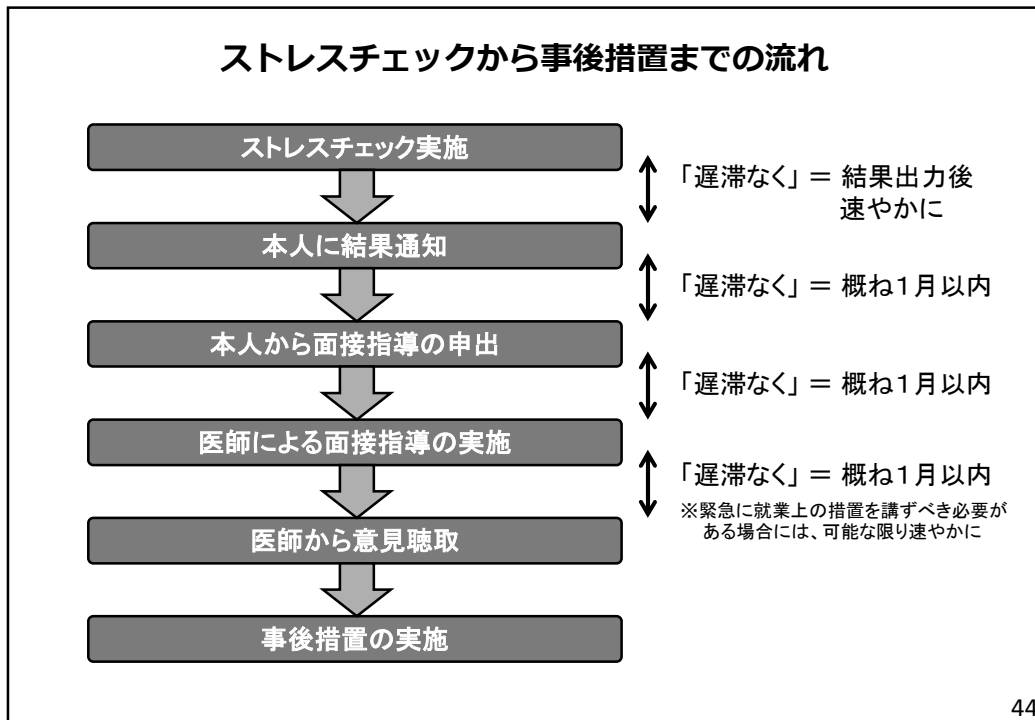 ストレスチェックから事後措置までの流れ
ストレスチェック実施
「遅滞なく」 ＝ 結果出力後
速やかに
本人に結果通知
「遅滞なく」 ＝ 概ね１月以内
本人から面接指導の申出
「遅滞なく」 ＝ 概ね１月以内
医師による面接指導の実施
「遅滞なく」 ＝ 概ね１月以内
※緊急に就業上の措置を講ずべき必要が
ある場合には、可能な限り速やかに
医師から意見聴取
事後措置の実施
44